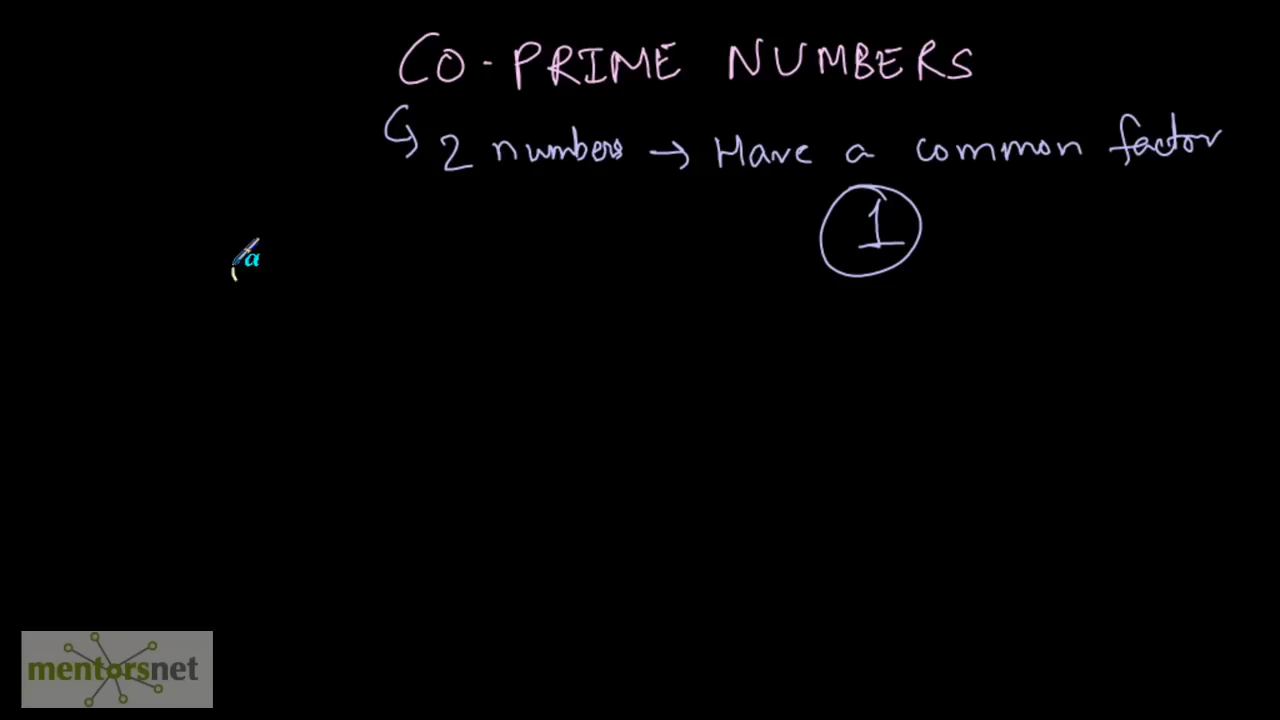 CO-PRIME NUMBERS
↳ 2 numbers → Have a common factor
1
a
mentorsnet